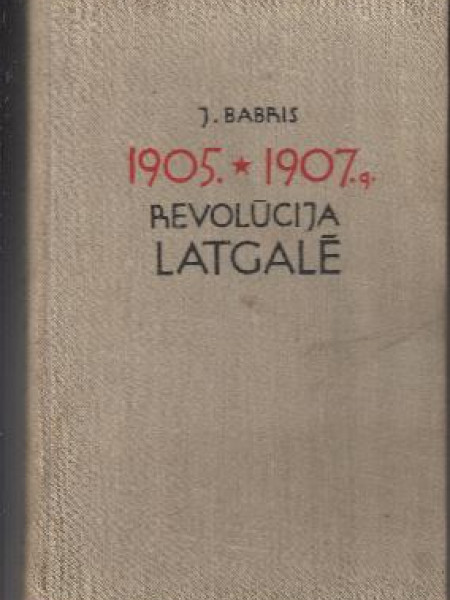 J. BABRIS
1905. ★ 1907.g.
REVOLŪCIJA
LATGALĒ